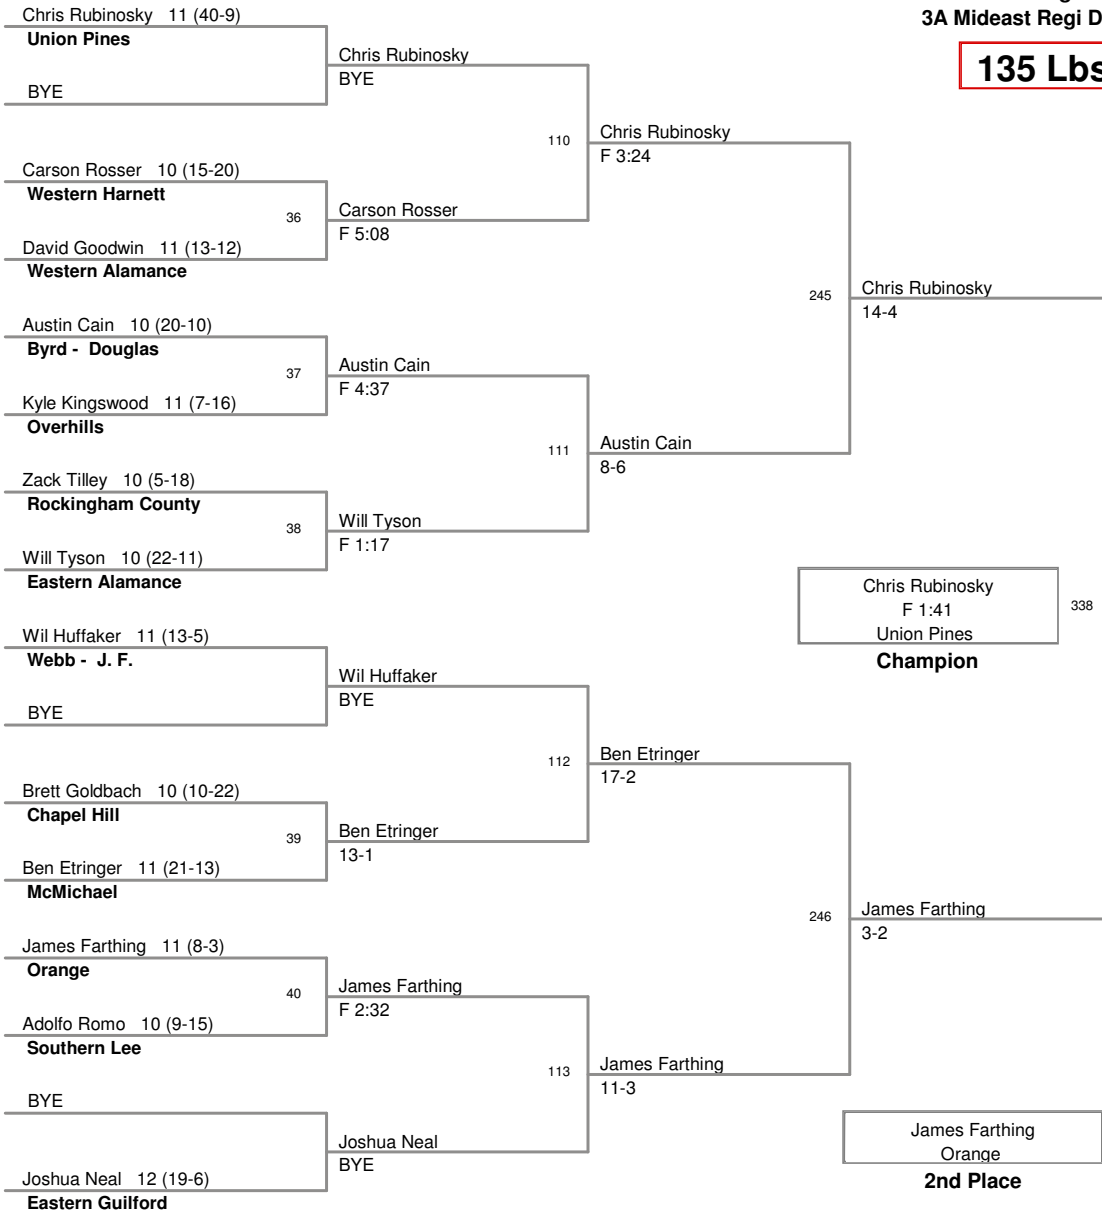 3A Mideast Regi D
135 Lbs
Chris Rubinosky 11 (40-9)
Union Pines
Chris Rubinosky
BYE
BYE
110
Chris Rubinosky
F 3:24
Carson Rosser 10 (15-20)
Western Harnett
36
Carson Rosser
F 5:08
David Goodwin 11 (13-12)
Western Alamance
245
Chris Rubinosky
14-4
Austin Cain 10 (20-10)
Byrd - Douglas
37
Austin Cain
F 4:37
Kyle Kingswood 11 (7-16)
Overhills
111
Austin Cain
8-6
Zack Tilley 10 (5-18)
Rockingham County
38
Will Tyson
F 1:17
Will Tyson 10 (22-11)
Eastern Alamance
Chris Rubinosky
F 1:41
Union Pines
338
Champion
Wil Huffaker 11 (13-5)
Webb - J. F.
Wil Huffaker
BYE
BYE
112
Ben Etringer
17-2
Brett Goldbach 10 (10-22)
Chapel Hill
39
Ben Etringer
13-1
Ben Etringer 11 (21-13)
McMichael
246
James Farthing
3-2
James Farthing 11 (8-3)
Orange
40
James Farthing
F 2:32
Adolfo Romo 10 (9-15)
Southern Lee
113
James Farthing
11-3
BYE
Joshua Neal
BYE
Joshua Neal 12 (19-6)
Eastern Guilford
James Farthing
Orange
2nd Place